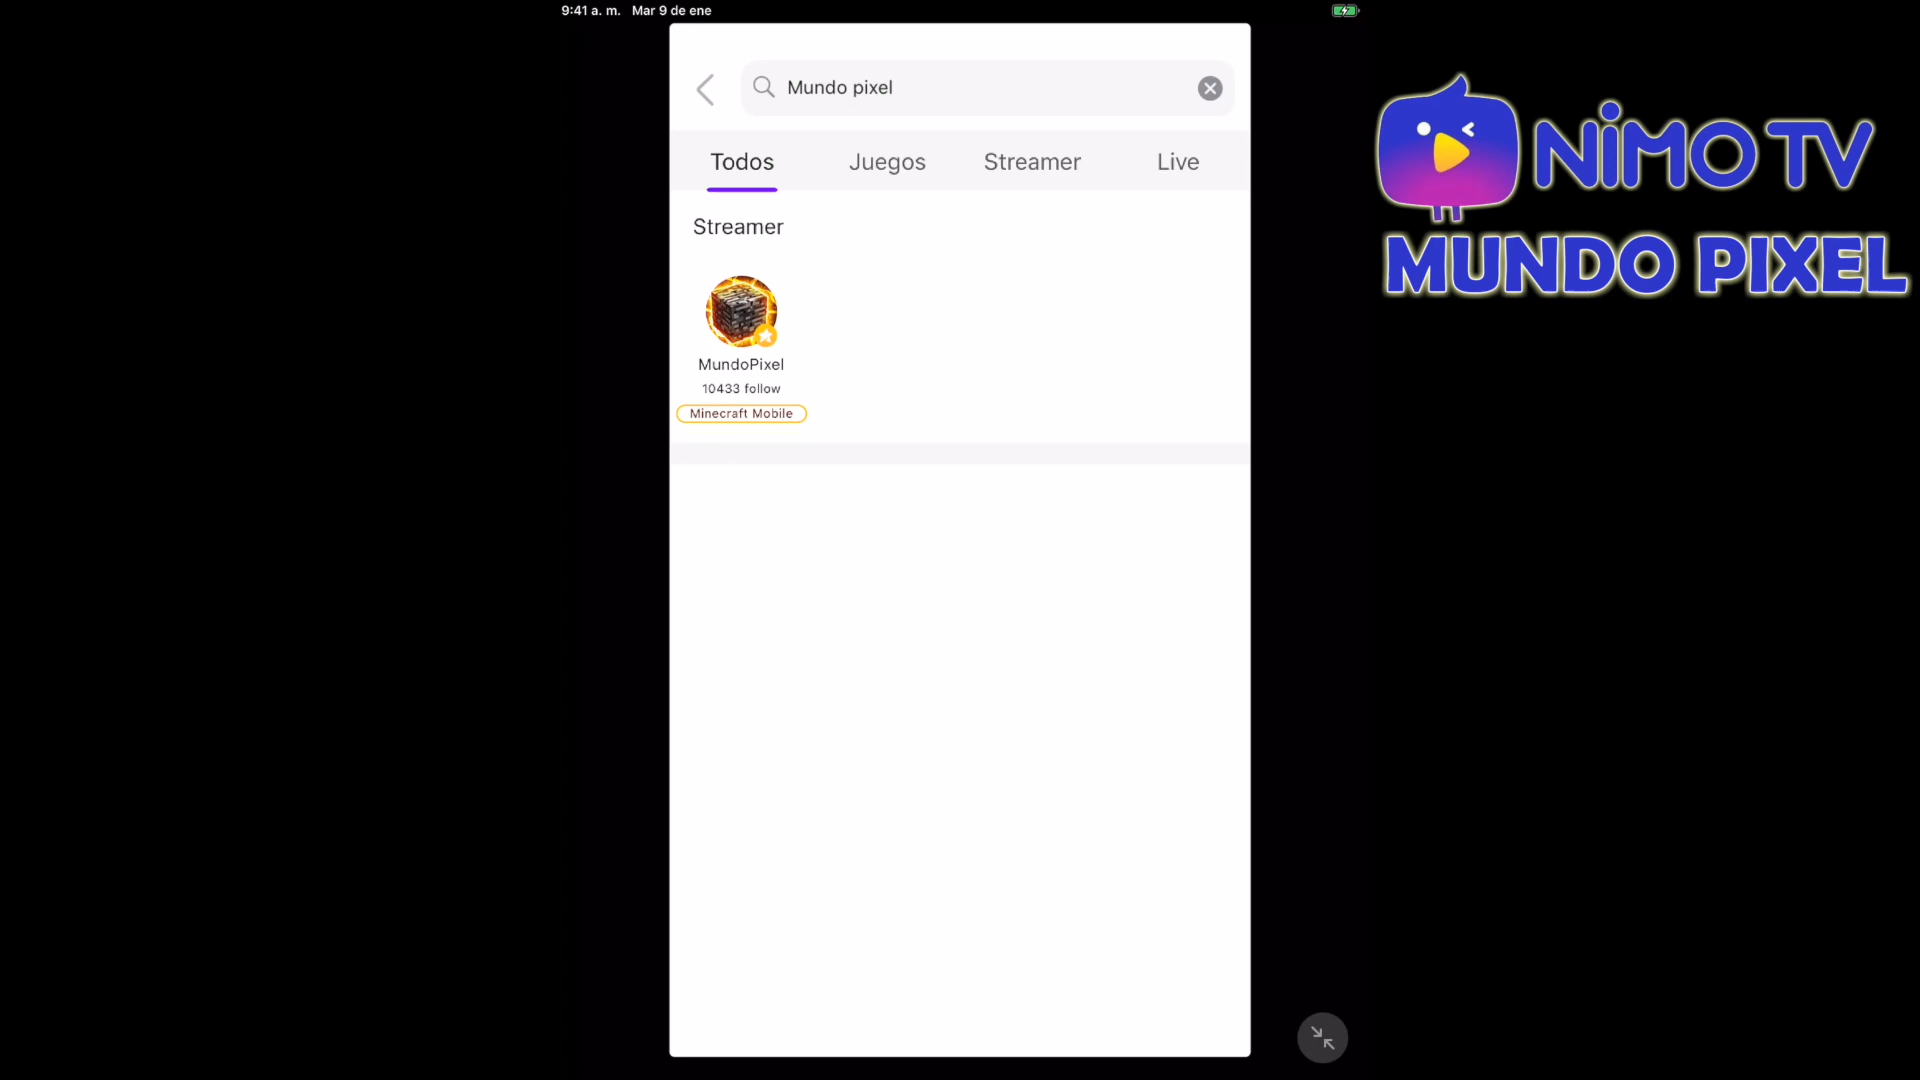 9:41 a. m. Mar 9 de ene
Mundo pixel
Todos Juegos Streamer Live
Streamer
MundoPixel
10433 follow
Minecraft Mobile
NiMO TV
MUNDO PIXEL